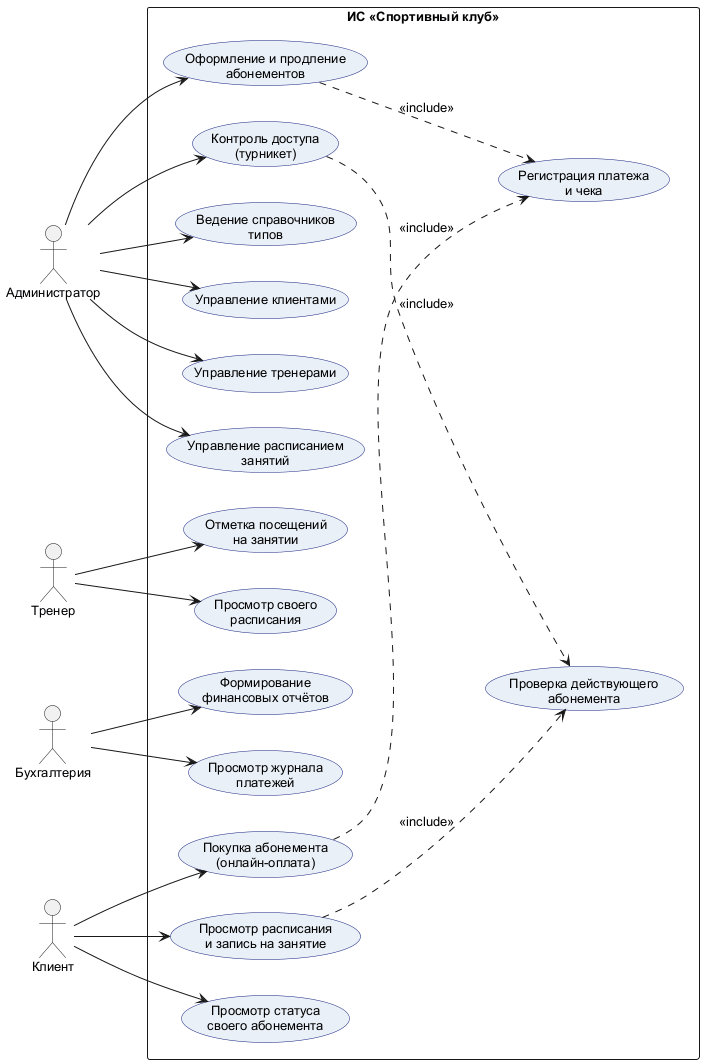 ИС «Спортивный клуб»
Оформление и продление
абонементов
«include»
Контроль доступа
(турникет)
Регистрация платежа
и чека
Ведение справочников
типов
«include»
Администратор
Управление клиентами
«include»
Управление тренерами
Управление расписанием
занятий
Отметка посещений
на занятии
Тренер
Просмотр своего
расписания
Формирование
финансовых отчётов
Проверка действующего
абонемента
Бухгалтерия
Просмотр журнала
платежей
«include»
Покупка абонемента
(онлайн-оплата)
Клиент
Просмотр расписания
и запись на занятие
Просмотр статуса
своего абонемента